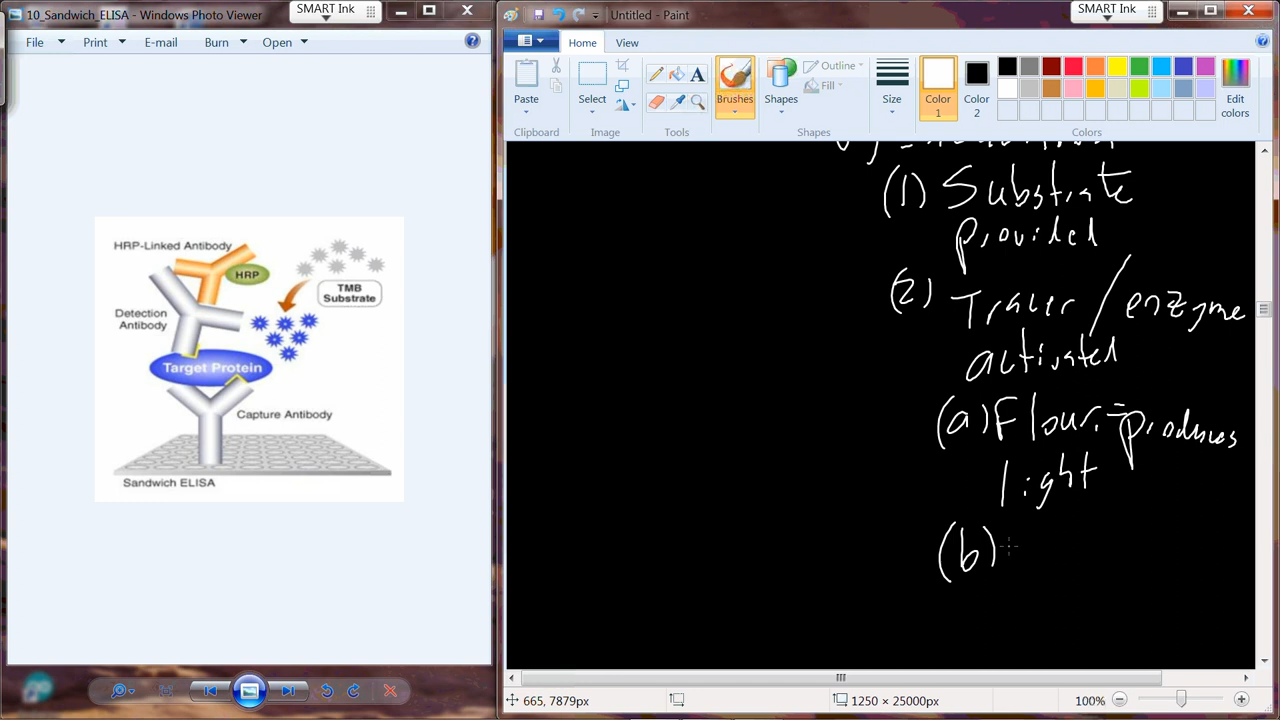 10_Sandwich_ELISA - Windows Photo Viewer
SMART Ink
File Print E-mail Burn Open
HRP-Linked Antibody
HRP
TMB
Substrate
Detection
Antibody
Target Protein
Capture Antibody
Sandwich ELISA
Untitled - Paint
SMART Ink
Home View
Paste
Select
Brushes
Shapes
Outline
Fill
Size
Color
1
Color
2
Edit
colors
Clipboard Image Tools Shapes Colors
(1) Substrate
provided
(2) Tracer / enzyme
activated
(a) Flour. = produces
light
(b)
665, 7879px
1250 × 25000px
100%